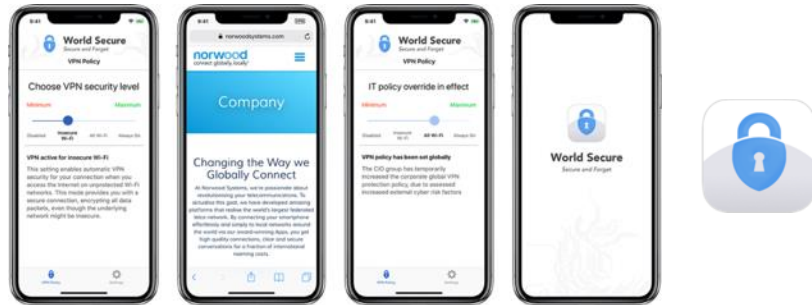 9:41
World Secure
Secure and Forget
VPN Policy
Choose VPN security level
Minimum Maximum
Disabled Insecure Wi-Fi All Wi-Fi Always On
VPN active for insecure Wi-Fi
This setting enables automatic VPN
security for your connection when you
access the Internet on unprotected Wi-Fi
networks. This mode provides you with a
secure connection, encrypting all data
packets, even though the underlying
network might be insecure.
VPN Policy Settings
9:41
norwoodsystems.com
norwood
connect globally, locally
Company
Changing the Way we
Globally Connect
At Norwood Systems, we're passionate about
revolutionising your telecommunications. To
actualise this goal, we have developed amazing
platforms that realise the world's largest federated
telco network. By connecting your smartphone
effortlessly and simply to local networks around
the world via our award-winning Apps, you get
high quality connections, clear and secure
conversations for a fraction of international
roaming costs.
9:41
World Secure
Secure and Forget
VPN Policy
IT policy override in effect
Minimum Maximum
Disabled Insecure Wi-Fi All Wi-Fi Always On
VPN policy has been set globally
The CIO group has temporarily
increased the corporate global VPN
protection policy, due to assessed
increased external cyber risk factors
VPN Policy Settings
World Secure
Secure and Forget